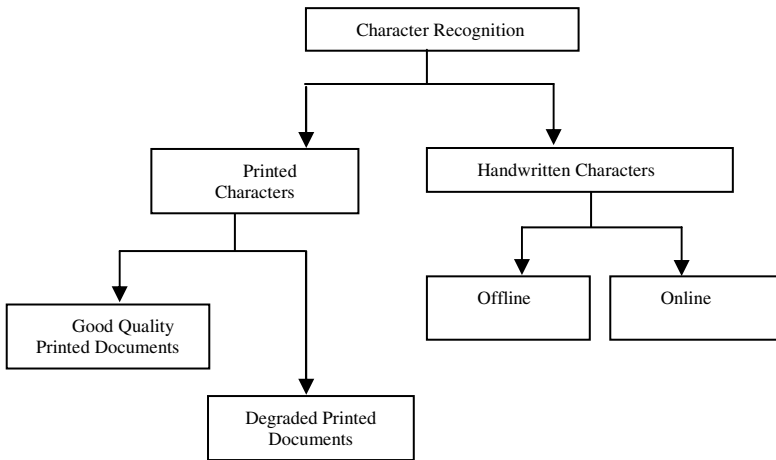 Character Recognition
Printed
Characters
Handwritten Characters
Good Quality
Printed Documents
Degraded Printed
Documents
Offline
Online